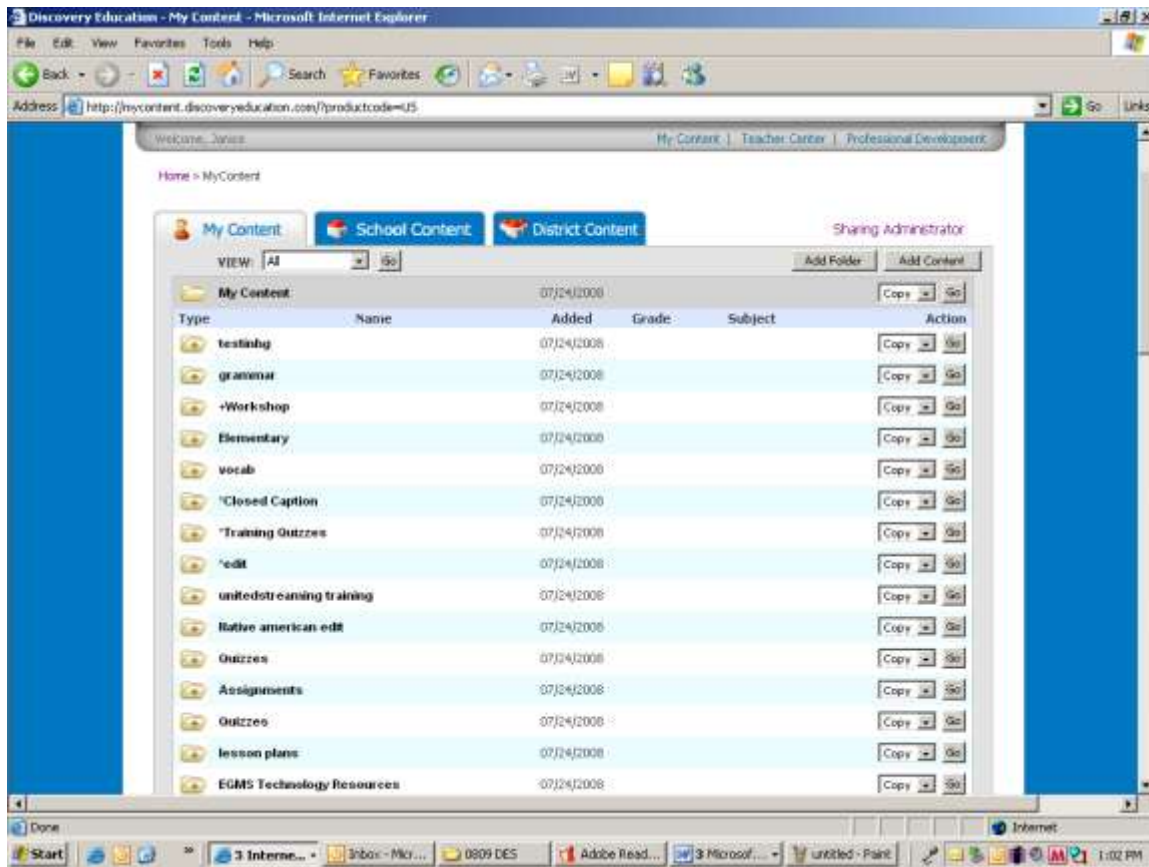 Discovery Education - My Content - Microsoft Internet Explorer
File Edit View Favorites Tools Help
Back Search Favorites
Address http://mycontent.discoveryeducation.com/?productcode=US Go Links
Welcome, Janice My Content | Teacher Center | Professional Development
Home > MyContent
My Content School Content District Content Sharing Administrator
VIEW: All Go Add Folder Add Content
My Content 07/24/2008 Copy Go
Type Name Added Grade Subject Action
testinhg 07/24/2008 Copy Go
grammar 07/24/2008 Copy Go
+Workshop 07/24/2008 Copy Go
Elementary 07/24/2008 Copy Go
vocab 07/24/2008 Copy Go
*Closed Caption 07/24/2008 Copy Go
*Training Quizzes 07/24/2008 Copy Go
*edit 07/24/2008 Copy Go
unitedstreaming training 07/24/2008 Copy Go
Native american edit 07/24/2008 Copy Go
Quizzes 07/24/2008 Copy Go
Assignments 07/24/2008 Copy Go
Quizzes 07/24/2008 Copy Go
lesson plans 07/24/2008 Copy Go
EGMS Technology Resources 07/24/2008 Copy Go
Done Internet
Start 3 Interne... Inbox - Micr... 0809 DES Adobe Read... 3 Microsof... untitled - Paint 1:02 PM